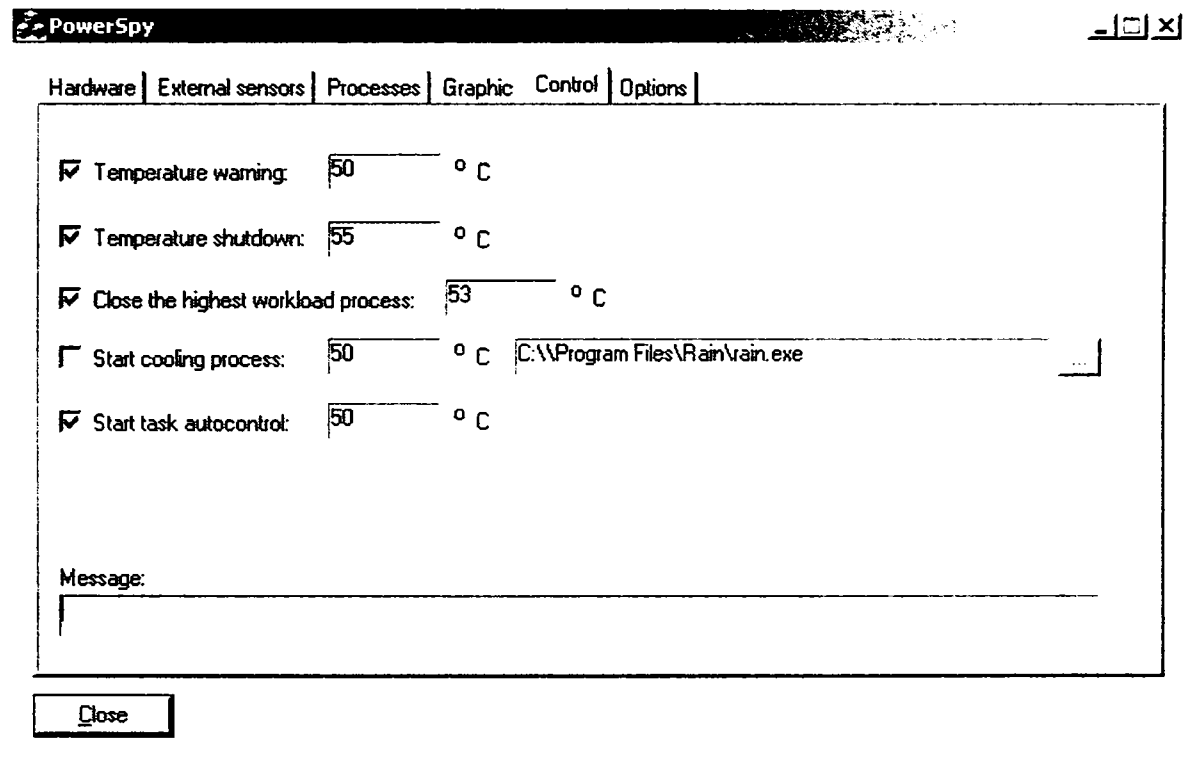 PowerSpy
Hardware External sensors Processes Graphic Control Options
Temperature warning: 50 ° C
Temperature shutdown: 55 ° C
Close the highest workload process: 53 ° C
Start cooling process: 50 ° C C:\\Program Files\Rain\rain.exe ...
Start task autocontrol: 50 ° C
Message:
Close